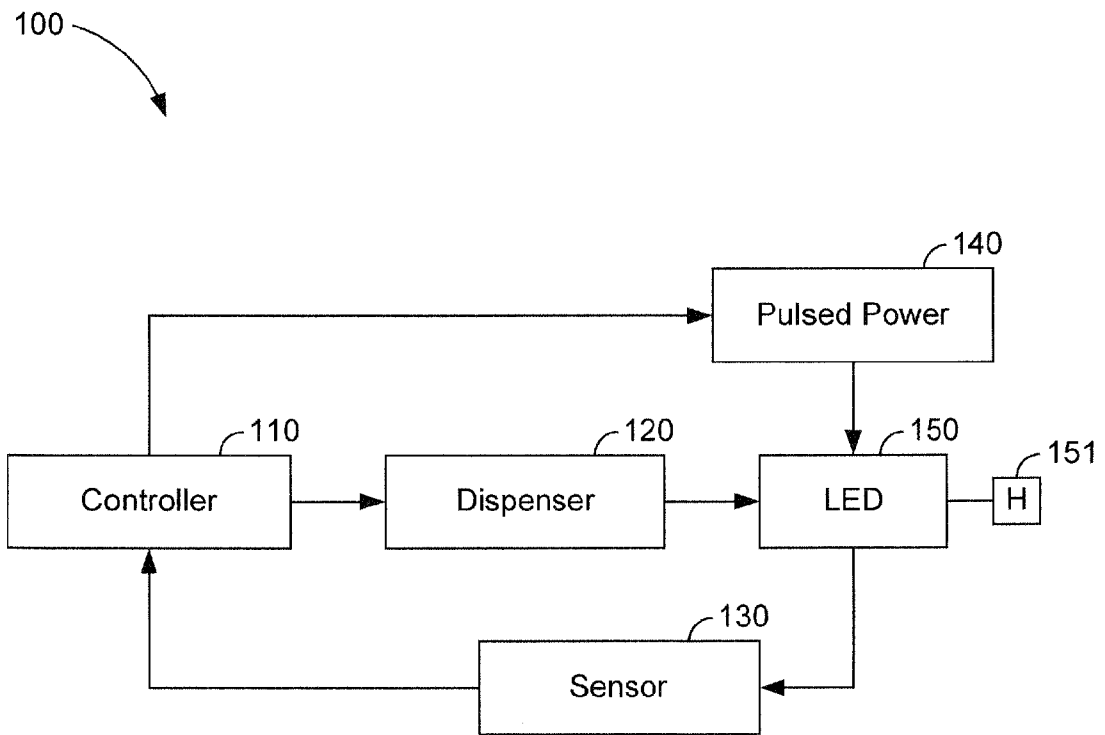 100
140
Pulsed Power
110
120
150
151
Controller
Dispenser
LED
H
130
Sensor